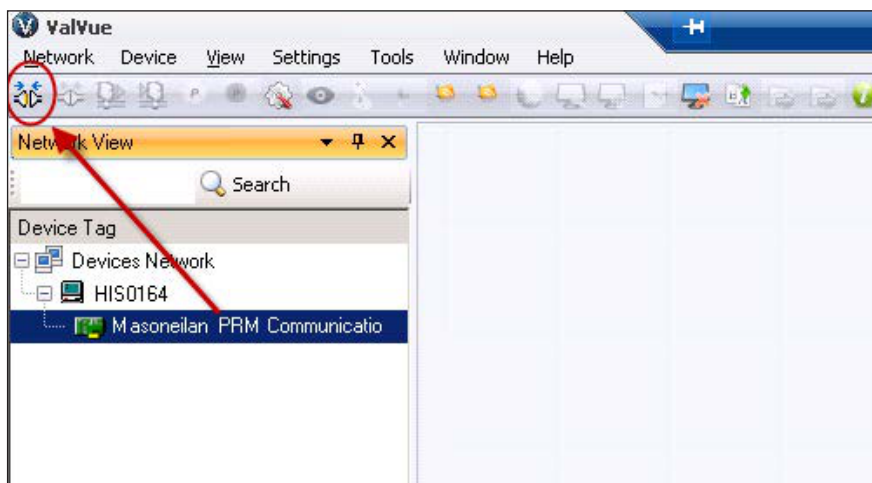 ValVue
Network Device View Settings Tools Window Help
Network View
Search
Device Tag
Devices Network
HIS0164
Masoneilan PRM Communicatio